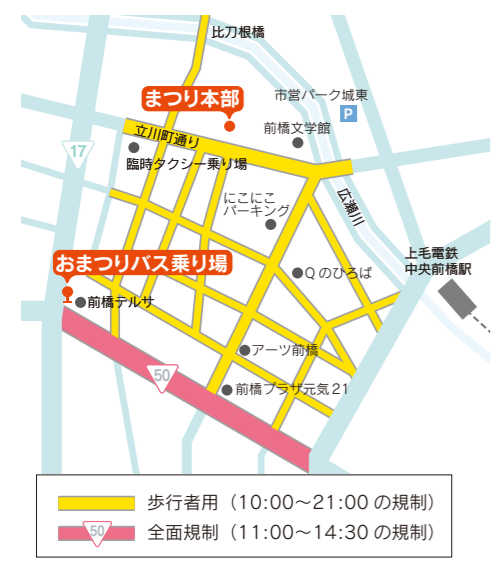 比刀根橋
まつり本部
市営パーク城東
P
前橋文学館
立川町通り
17
臨時タクシー乗り場
にこにこ
パーキング
広瀬川
上毛電鉄
中央前橋駅
おまつりバス乗り場
Qのひろば
前橋テルサ
アーツ前橋
50
前橋プラザ元気21
歩行者用（10:00～21:00 の規制）
50
全面規制（11:00～14:30 の規制）